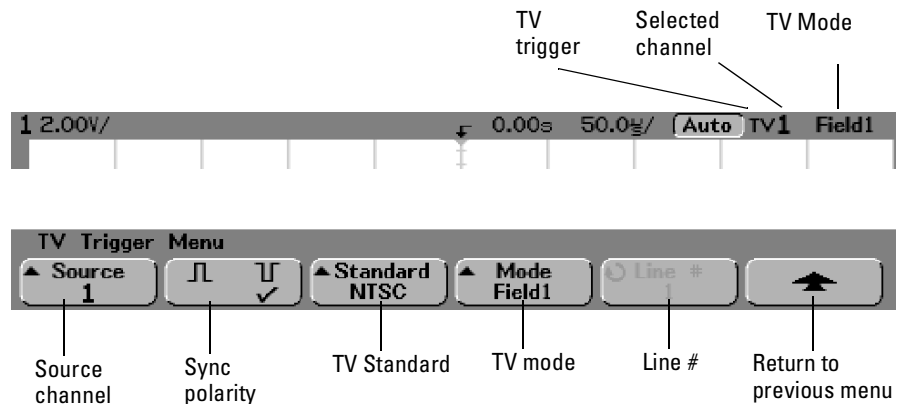 TV trigger
Selected channel
TV Mode
1 2.00V/ 0.00s 50.0㎲/ Auto TV1 Field1
TV Trigger Menu
Source 1
Standard NTSC
Mode Field1
Line # 1
Source channel
Sync polarity
TV Standard
TV mode
Line #
Return to previous menu